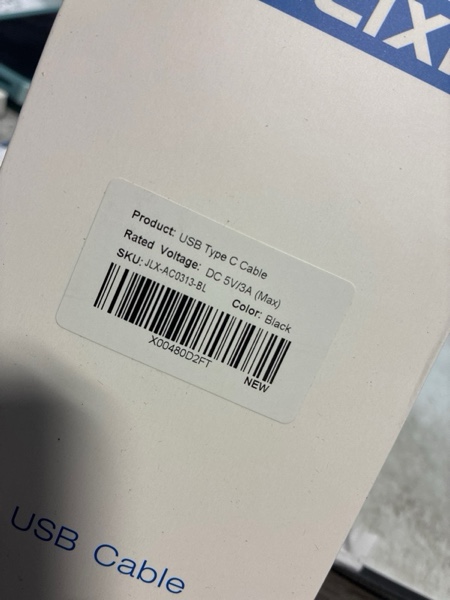 Product: USB Type C Cable
Rated Voltage: DC 5V/3A (Max)
SKU: JLX-AC0313-BL
Color: Black
X00480D2FT
NEW
USB Cable